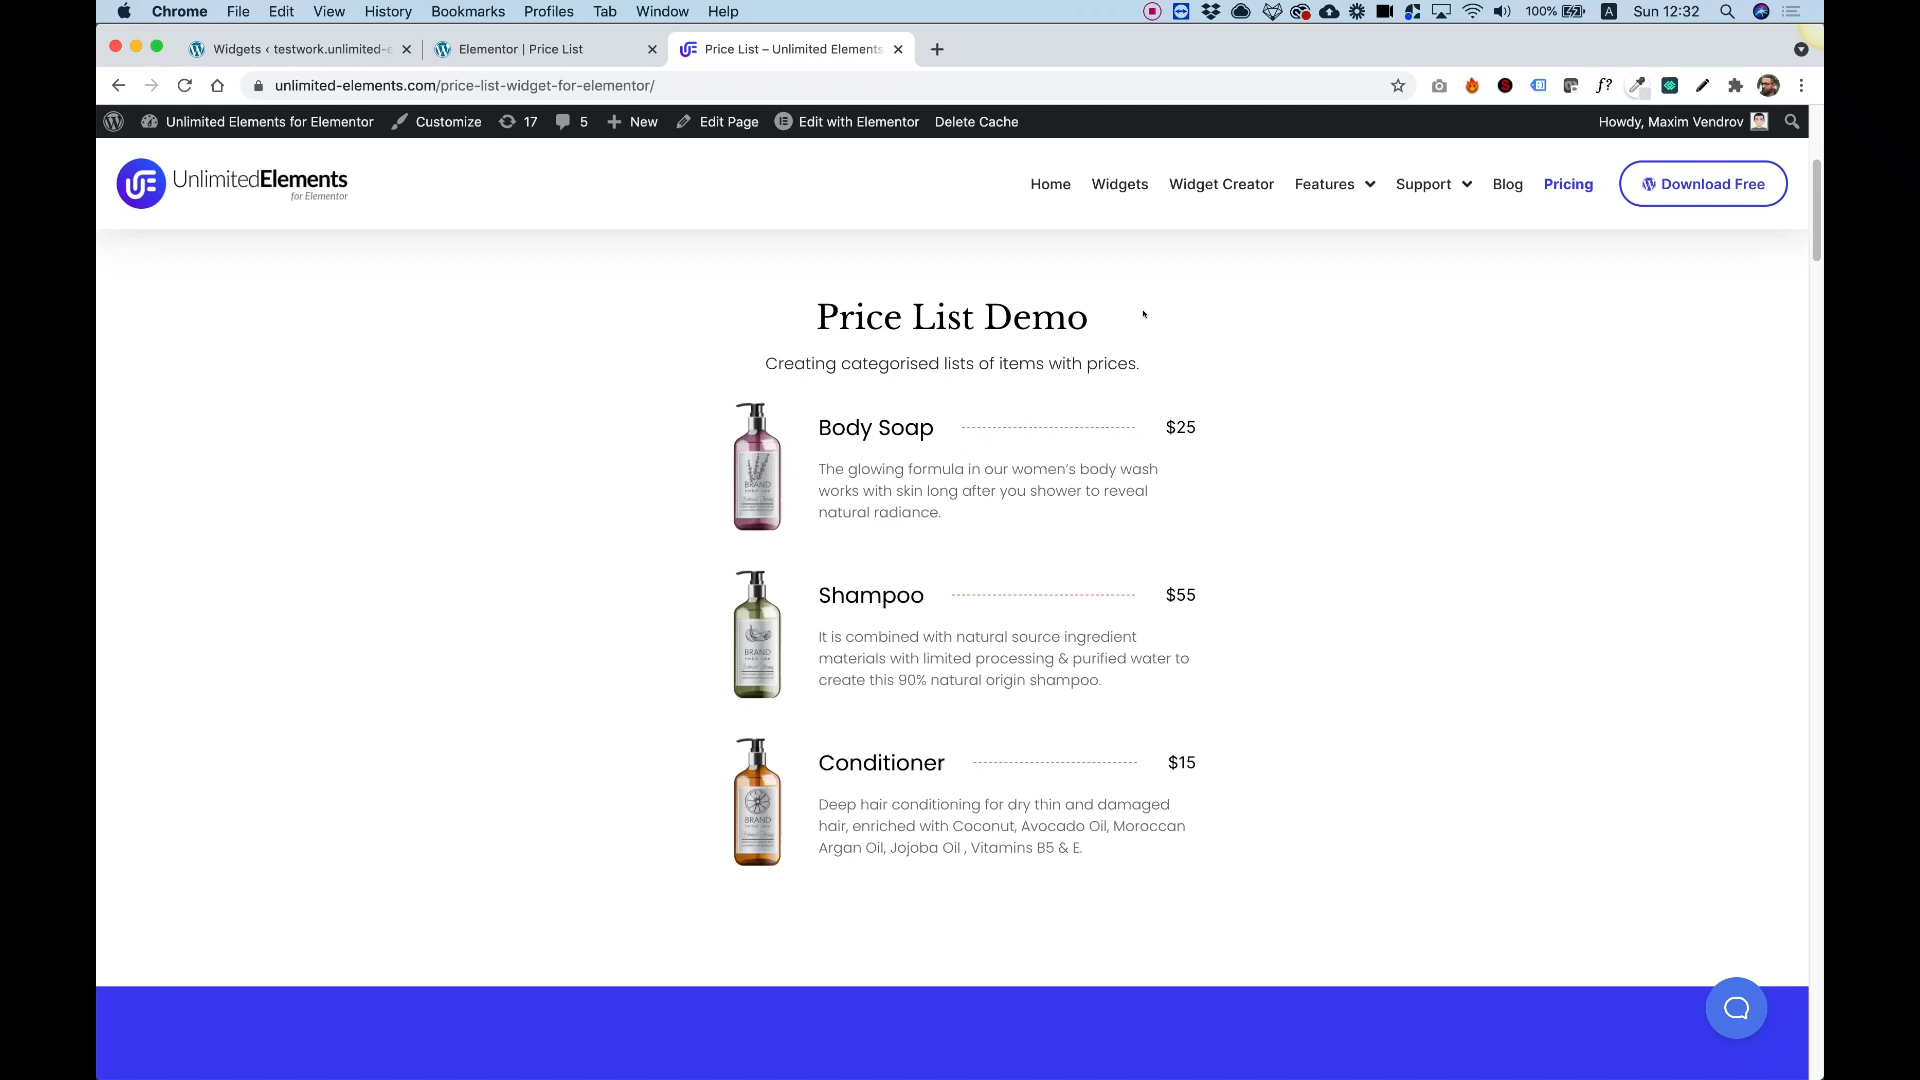 Chrome File Edit View History Bookmarks Profiles Tab Window Help 100% A Sun 12:32
Widgets ‹ testwork.unlimited-e Elementor | Price List Price List – Unlimited Elements
unlimited-elements.com/price-list-widget-for-elementor/ f?
Unlimited Elements for Elementor Customize 17 5 New Edit Page Edit with Elementor Delete Cache Howdy, Maxim Vendrov
UnlimitedElements
for Elementor
Home Widgets Widget Creator Features Support Blog Pricing Download Free
Price List Demo
Creating categorised lists of items with prices.
Body Soap $25
The glowing formula in our women’s body wash
works with skin long after you shower to reveal
natural radiance.
BRAND
Shampoo $55
It is combined with natural source ingredient
materials with limited processing & purified water to
create this 90% natural origin shampoo.
BRAND
Conditioner $15
Deep hair conditioning for dry thin and damaged
hair, enriched with Coconut, Avocado Oil, Moroccan
Argan Oil, Jojoba Oil , Vitamins B5 & E.
BRAND